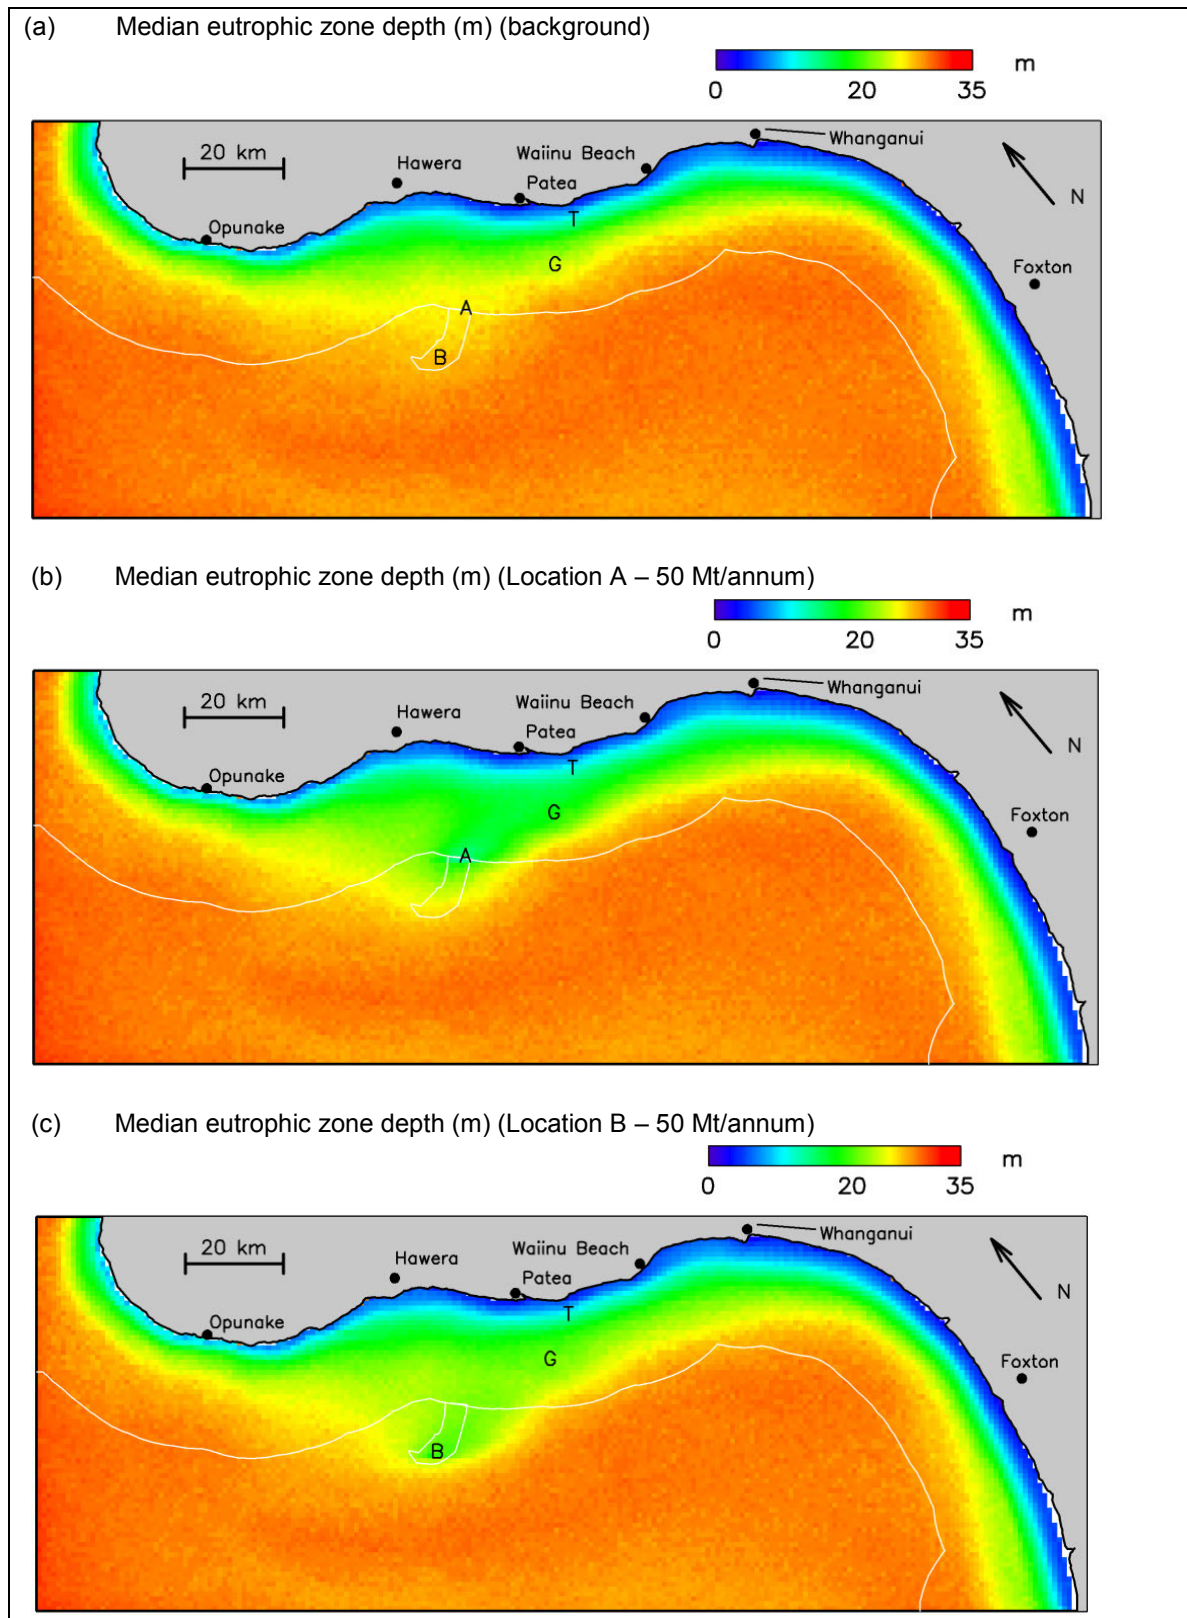 (a) Median eutrophic zone depth (m) (background)
m
0 20 35
Whanganui
20 km
Hawera
Waiinu Beach
Patea
T
N
Opunake
G
Foxton
A
B
(b) Median eutrophic zone depth (m) (Location A – 50 Mt/annum)
m
0 20 35
Whanganui
20 km
Hawera
Waiinu Beach
Patea
T
N
Opunake
G
Foxton
A
(c) Median eutrophic zone depth (m) (Location B – 50 Mt/annum)
m
0 20 35
Whanganui
20 km
Hawera
Waiinu Beach
Patea
N
T
Opunake
G
Foxton
B